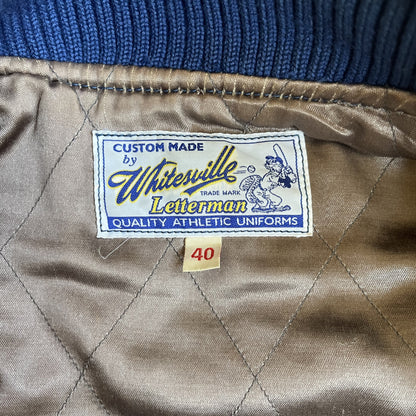 CUSTOM MADE
by
Whitesville
TRADE MARK
Letterman
QUALITY ATHLETIC UNIFORMS
40